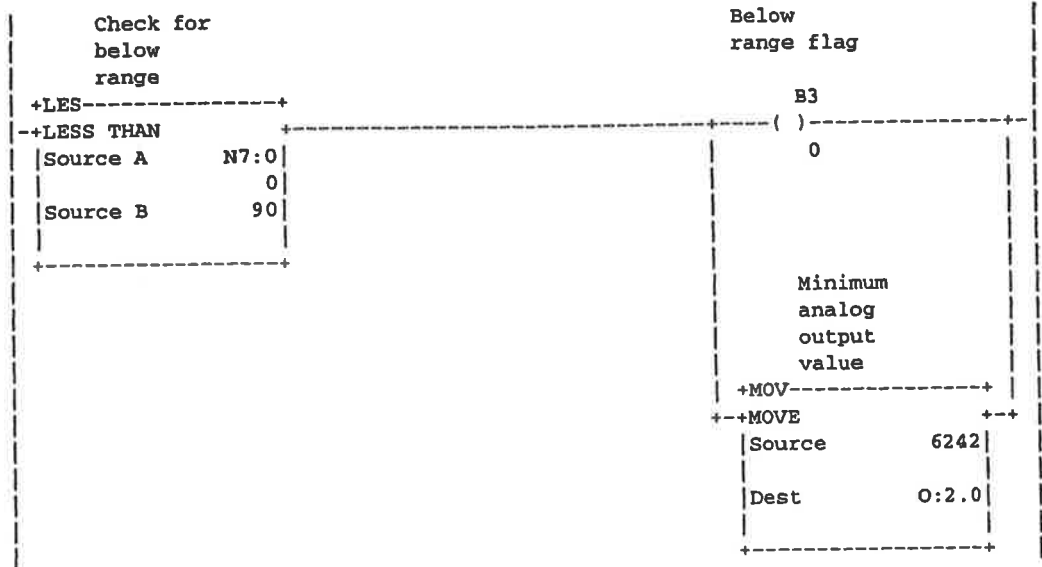 Check for
below
range
Below
range flag
+LES-----------------+
B3
-+LESS THAN +-----------------------------------+-----( )---------------+-
|Source A N7:0|
0
0|
|Source B 90|
+-------------------+
Minimum
analog
output
value
+MOV-----------------+
+-+MOVE +-+
|Source 6242|
|Dest O:2.0|
+-------------------+